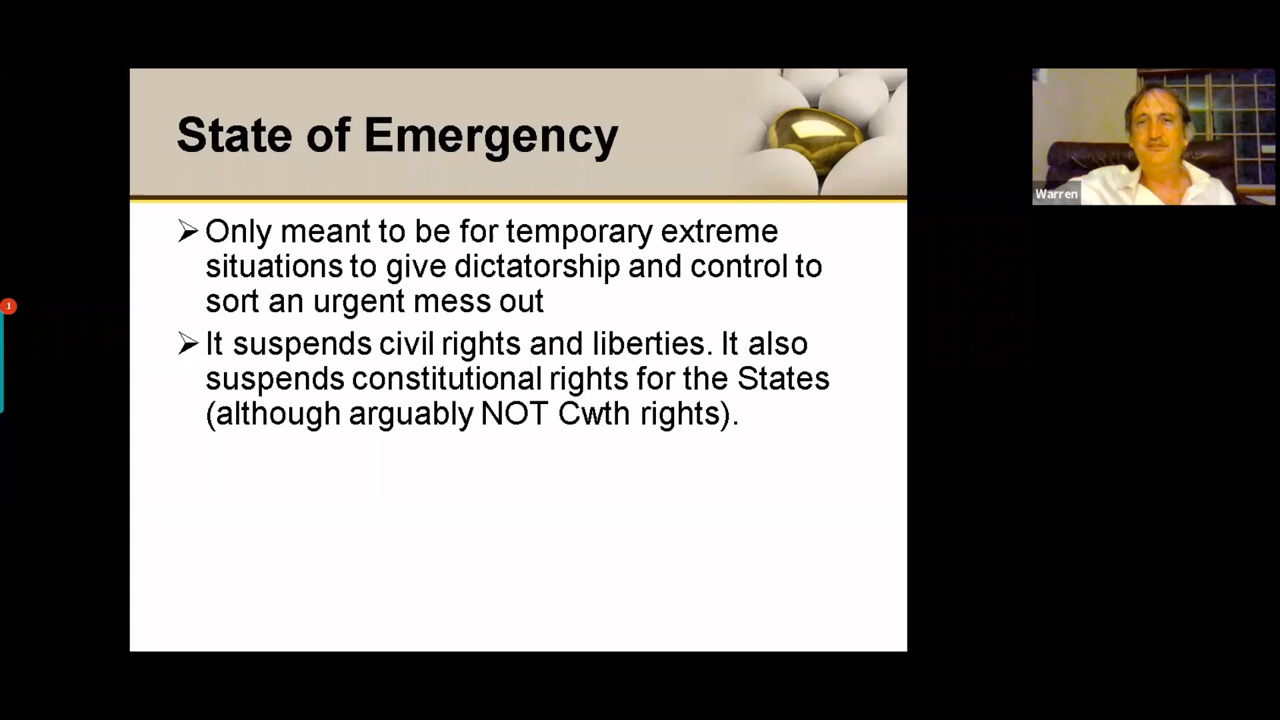 State of Emergency
➢Only meant to be for temporary extreme
situations to give dictatorship and control to
sort an urgent mess out
➢It suspends civil rights and liberties. It also
suspends constitutional rights for the States
(although arguably NOT Cwth rights).
Warren
1